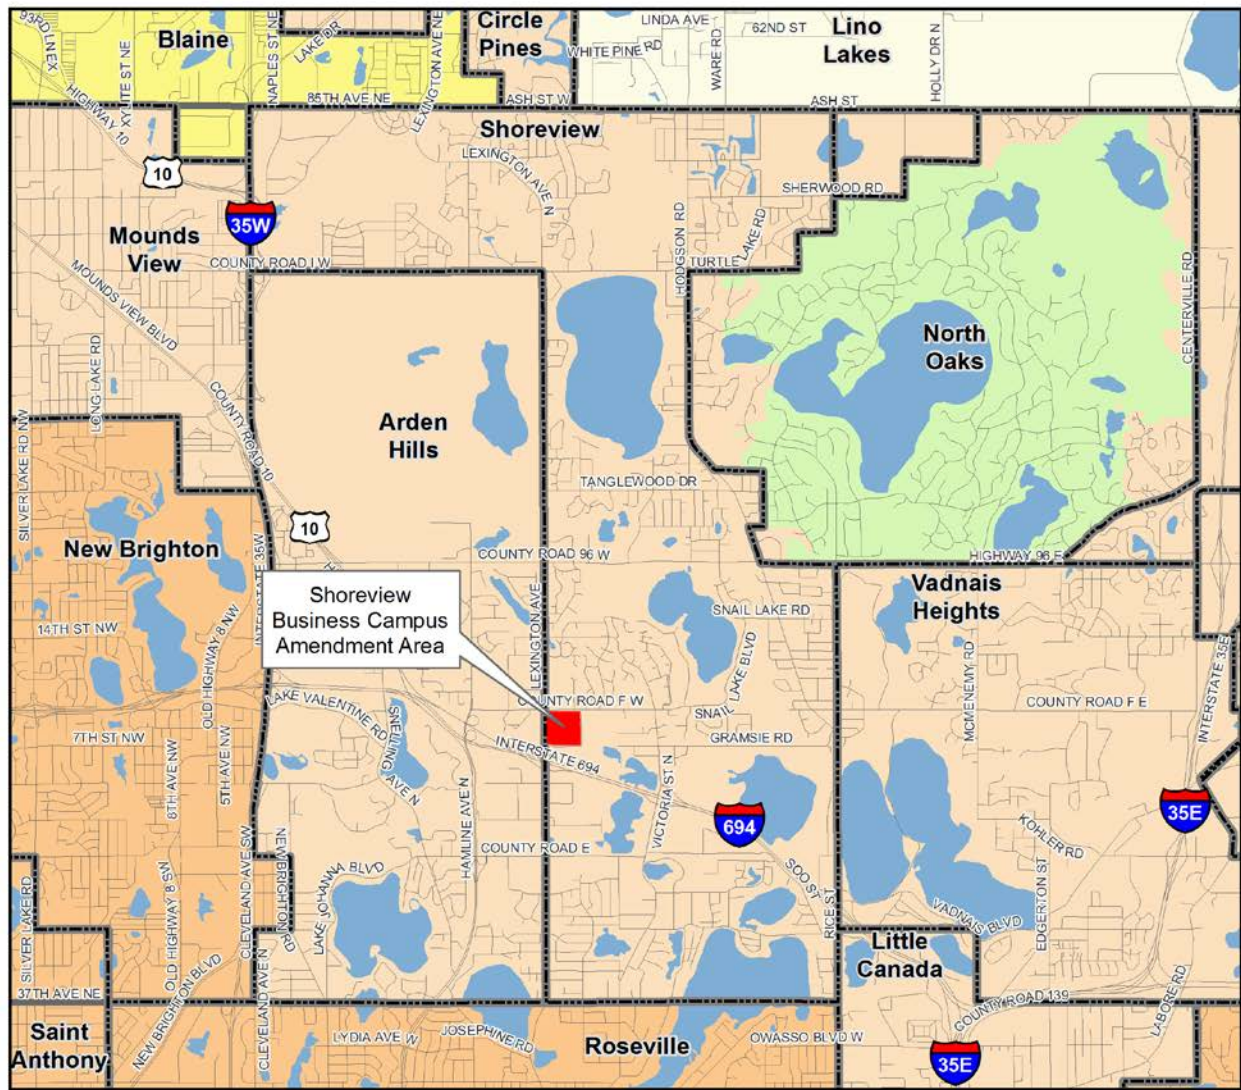 93RD LN EX
XYLITE ST NE
Blaine
NAPLES ST NE
LAKE DR
LEXINGTON AVE NE
Circle
Pines
LINDA AVE
62ND ST
WHITE PINE RD
WARE RD
Lino
Lakes
HOLLY DR N
HIGHWAY 10
85TH AVE NE
ASH ST W
ASH ST
Shoreview
LEXINGTON AVE N
10
SHERWOOD RD
35W
Mounds
View
COUNTY ROAD I W
HODGSON RD
TURTLE LAKE RD
CENTERVILLE RD
MOUNDS VIEW BLVD
LONG LAKE RD
COUNTY ROAD 10
North
Oaks
Arden
Hills
SILVER LAKE RD NW
TANGLEWOOD DR
10
New Brighton
INTERSTATE 35W
COUNTY ROAD 96 W
HIGHWAY 96 E
Vadnais
Heights
Shoreview
Business Campus
Amendment Area
LEXINGTON AVE
SNAIL LAKE RD
14TH ST NW
OLD HIGHWAY 8 NW
SNAIL LAKE BLVD
MCMENEMY RD
INTERSTATE 35E
LAKE VALENTINE RD
SNELLING AVE N
COUNTY ROAD F W
COUNTY ROAD F E
7TH ST NW
8TH AVE NW
5TH AVE NW
INTERSTATE 694
GRAMSIE RD
HAMLINE AVE N
VICTORIA ST N
694
35E
KOHLER RD
COUNTY ROAD E
SOO ST
RICE ST
SILVER LAKE RD
OLD HIGHWAY 8 SW
CLEVELAND AVE SW
NEW BRIGHTON RD
LAKE JOHANNA BLVD
VADNAIS BLVD
EDGERTON ST
Little
Canada
37TH AVE NE
NEW BRIGHTON BLVD
CLEVELAND AVE N
COUNTY ROAD 139
LABORE RD
Saint
Anthony
LYDIA AVE W
JOSEPHINE RD
Roseville
OWASSO BLVD W
35E